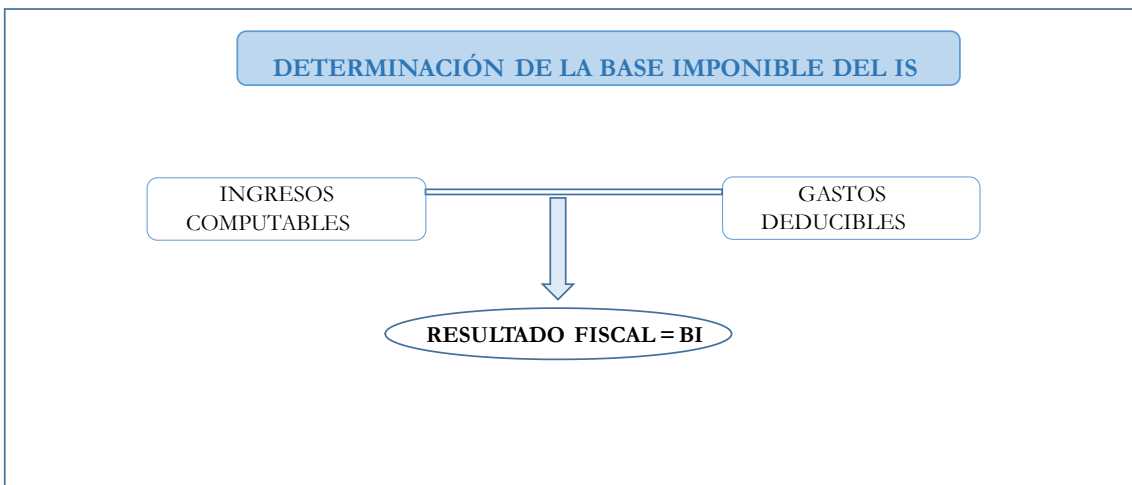 DETERMINACIÓN DE LA BASE IMPONIBLE DEL IS
INGRESOS
COMPUTABLES
GASTOS
DEDUCIBLES
RESULTADO FISCAL = BI